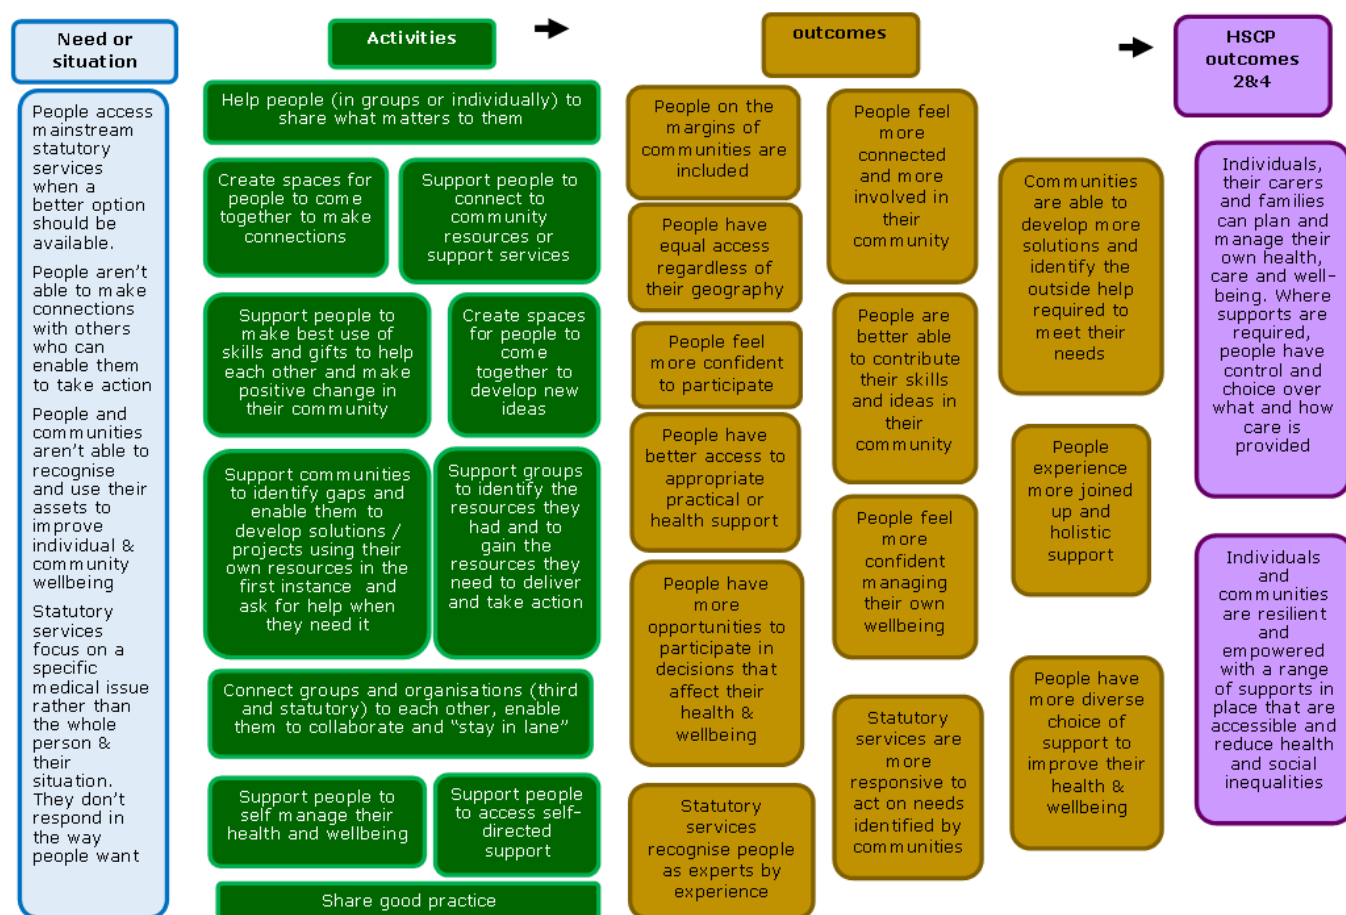 Need or
situation
People access
mainstream
statutory
services
when a
better option
should be
available.
People aren't
able to make
connections
with others
who can
enable them
to take action
People and
communities
aren't able to
recognise
and use their
assets to
improve
individual &
community
wellbeing
Statutory
services
focus on a
specific
medical issue
rather than
the whole
person &
their
situation.
They don't
respond in
the way
people want
Activities
Help people (in groups or individually) to
share what matters to them
Create spaces for
people to come
together to make
connections
Support people to
connect to
community
resources or
support services
Support people to
make best use of
skills and gifts to help
each other and make
positive change in
their community
Create spaces
for people to
come
together to
develop new
ideas
Support communities
to identify gaps and
enable them to
develop solutions /
projects using their
own resources in the
first instance and
ask for help when
they need it
Support groups
to identify the
resources they
had and to
gain the
resources they
need to deliver
and take action
Connect groups and organisations (third
and statutory) to each other, enable
them to collaborate and "stay in lane"
Support people to
self manage their
health and wellbeing
Support people
to access self-
directed
support
Share good practice
outcomes
People on the
margins of
communities are
included
People have
equal access
regardless of
their geography
People feel
more confident
to participate
People have
better access to
appropriate
practical or
health support
People have
more
opportunities to
participate in
decisions that
affect their
health &
wellbeing
Statutory
services
recognise people
as experts by
experience
People feel
more
connected
and more
involved in
their
community
People are
better able
to contribute
their skills
and ideas in
their
community
People feel
more
confident
managing
their own
wellbeing
Statutory
services are
more
responsive to
act on needs
identified by
communities
Communities
are able to
develop more
solutions and
identify the
outside help
required to
meet their
needs
People
experience
more joined
up and
holistic
support
People have
more diverse
choice of
support to
improve their
health &
wellbeing
HSCP
outcomes
2&4
Individuals,
their carers
and families
can plan and
manage their
own health,
care and well-
being. Where
supports are
required,
people have
control and
choice over
what and how
care is
provided
Individuals
and
communities
are resilient
and
empowered
with a range
of supports in
place that are
accessible and
reduce health
and social
inequalities